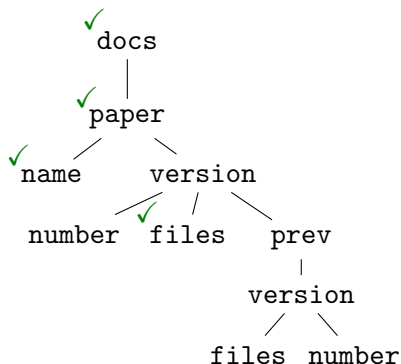 ✓docs
✓paper
✓name version
number ✓files prev
version
files number